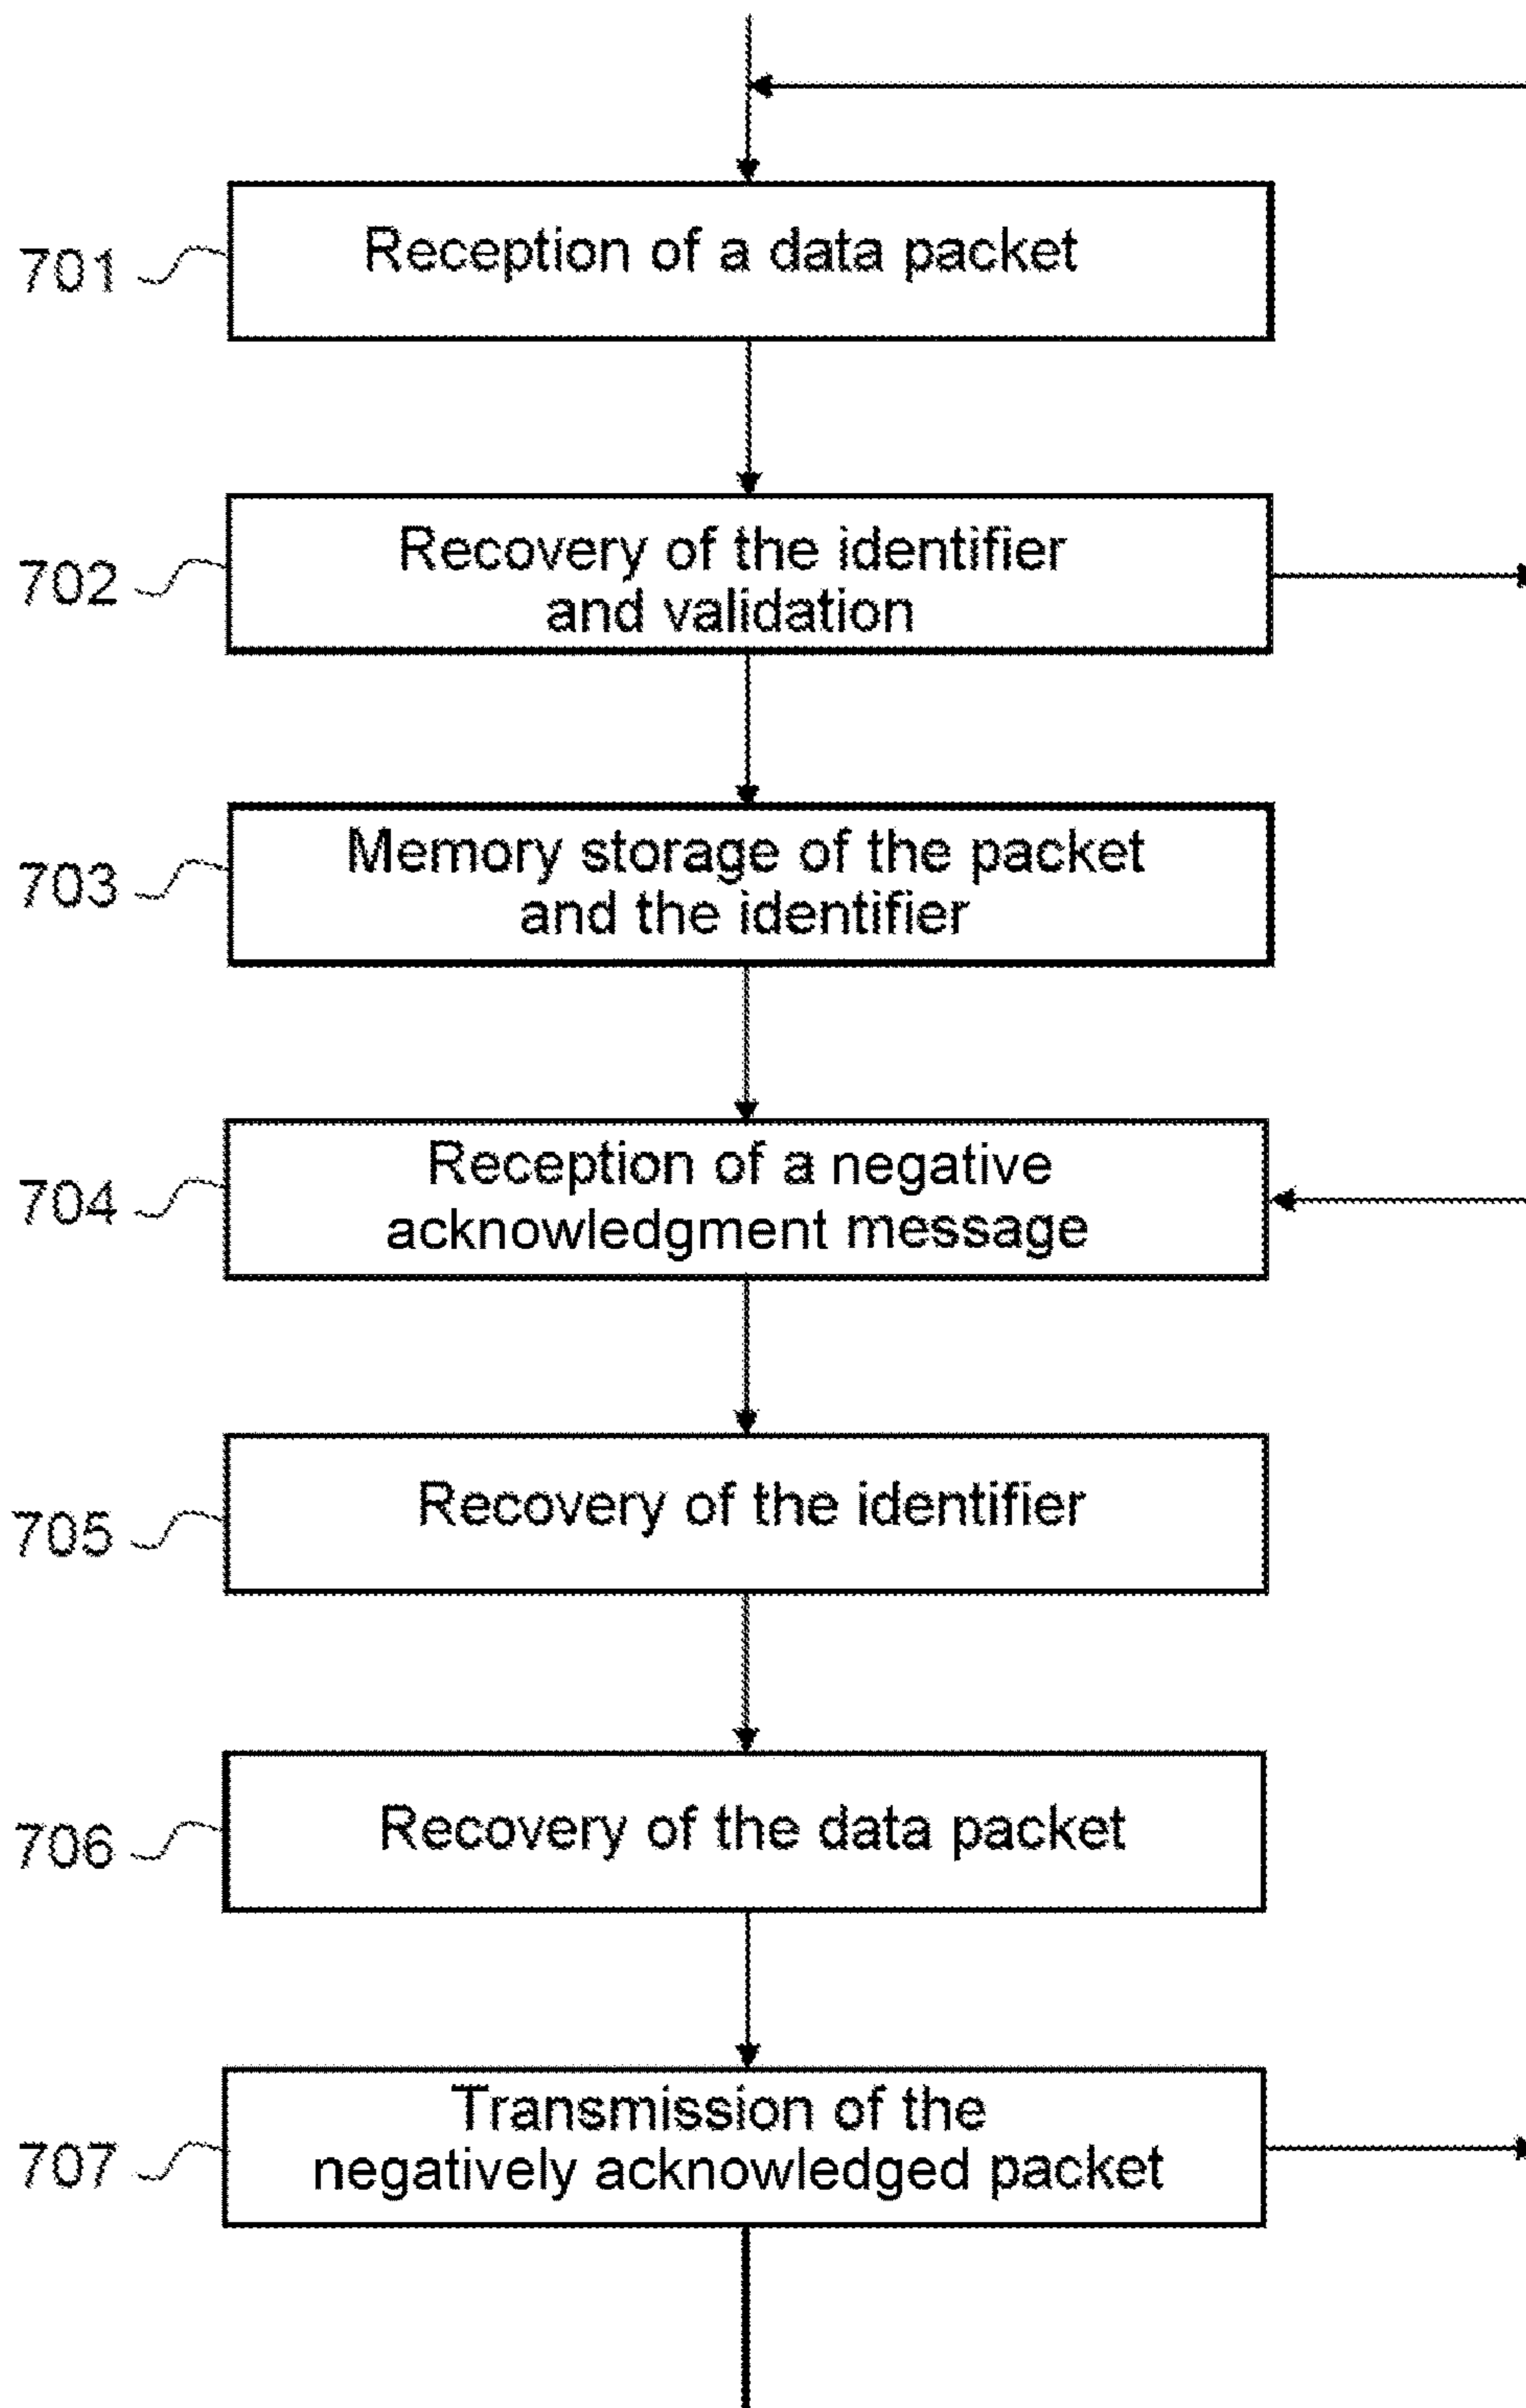 701
Reception of a data packet
702
Recovery of the identifier
and validation
703
Memory storage of the packet
and the identifier
704
Reception of a negative
acknowledgment message
705
Recovery of the identifier
706
Recovery of the data packet
707
Transmission of the
negatively acknowledged packet